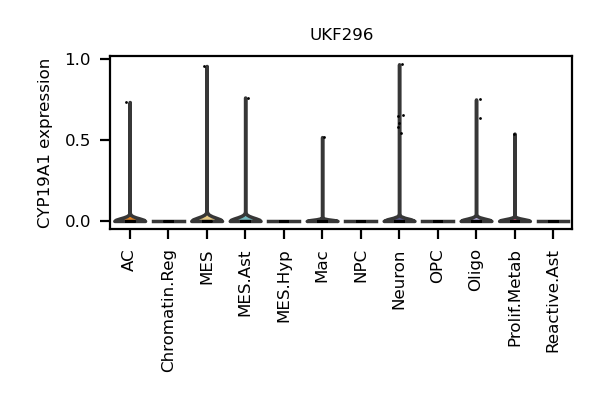 UKF296
CYP19A1 expression
1.0
0.5
0.0
AC
Chromatin.Reg
MES
MES.Ast
MES.Hyp
Mac
NPC
Neuron
OPC
Oligo
Prolif.Metab
Reactive.Ast